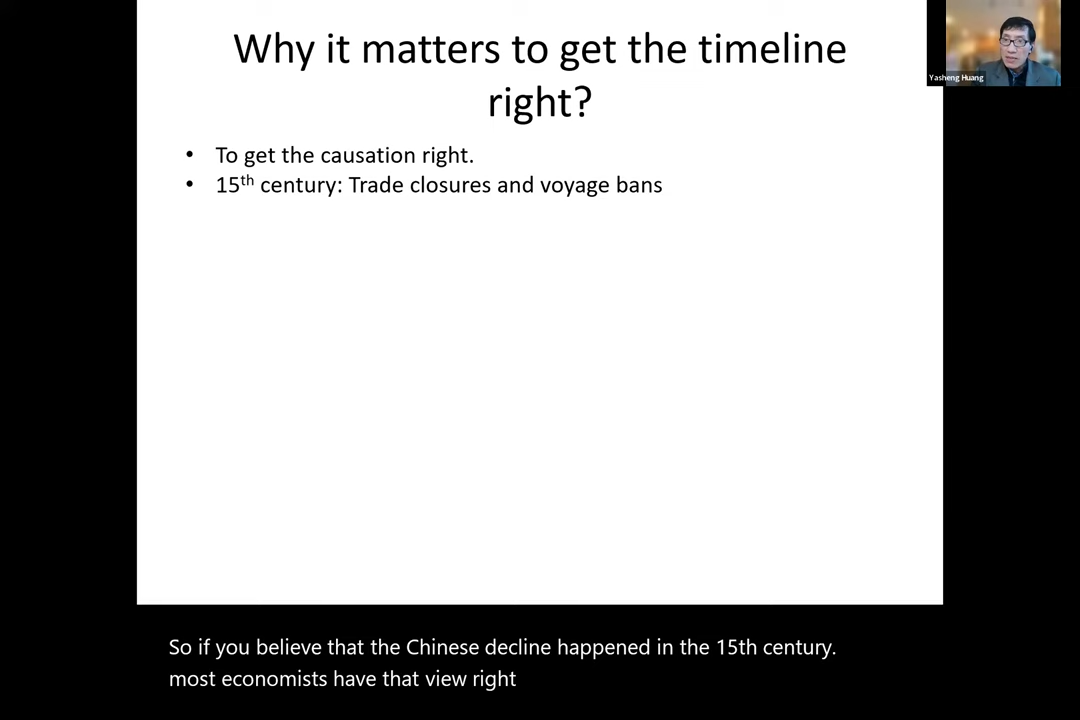 Why it matters to get the timeline
right?
Yasheng Huang
• To get the causation right.
• 15th century: Trade closures and voyage bans
So if you believe that the Chinese decline happened in the 15th century.
most economists have that view right